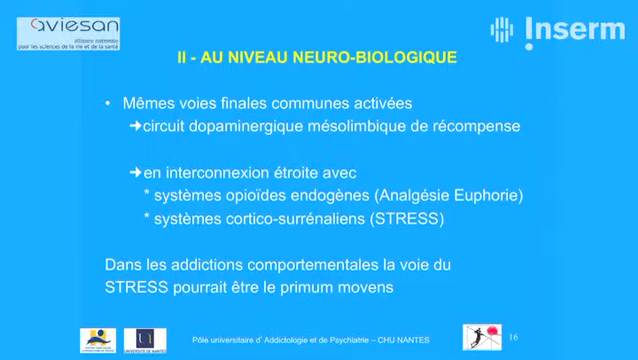 aviesan
alliance nationale
pour les sciences de la vie et de la santé
Inserm
II - AU NIVEAU NEURO-BIOLOGIQUE
• Mêmes voies finales communes activées
➜circuit dopaminergique mésolimbique de récompense
➜en interconnexion étroite avec
* systèmes opioïdes endogènes (Analgésie Euphorie)
* systèmes cortico-surrénaliens (STRESS)
Dans les addictions comportementales la voie du
STRESS pourrait être le primum movens
UNIVERSITÉ DE NANTES
Pôle universitaire d' Addictologie et de Psychiatrie – CHU NANTES
16